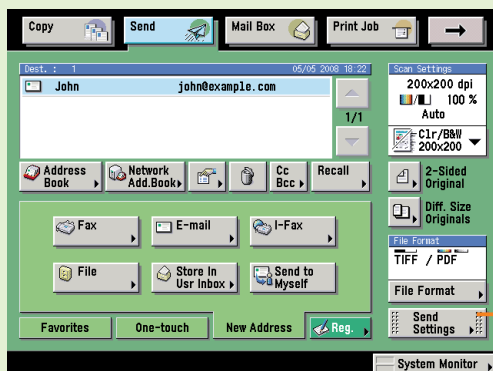 Copy
Send
Mail Box
Print Job
Dest. : 1
05/05 2008 18:22
John
john@example.com
1/1
Address
Book
Network
Add.Book
Cc
Bcc
Recall
Fax
E-mail
I-Fax
File
Store In
Usr Inbox
Send to
Myself
Favorites
One-touch
New Address
Reg.
Scan Settings
200x200 dpi
100 %
Auto
Clr/B&W
200×200
2-Sided
Original
Diff. Size
Originals
File Format
TIFF / PDF
File Format
Send
Settings
System Monitor